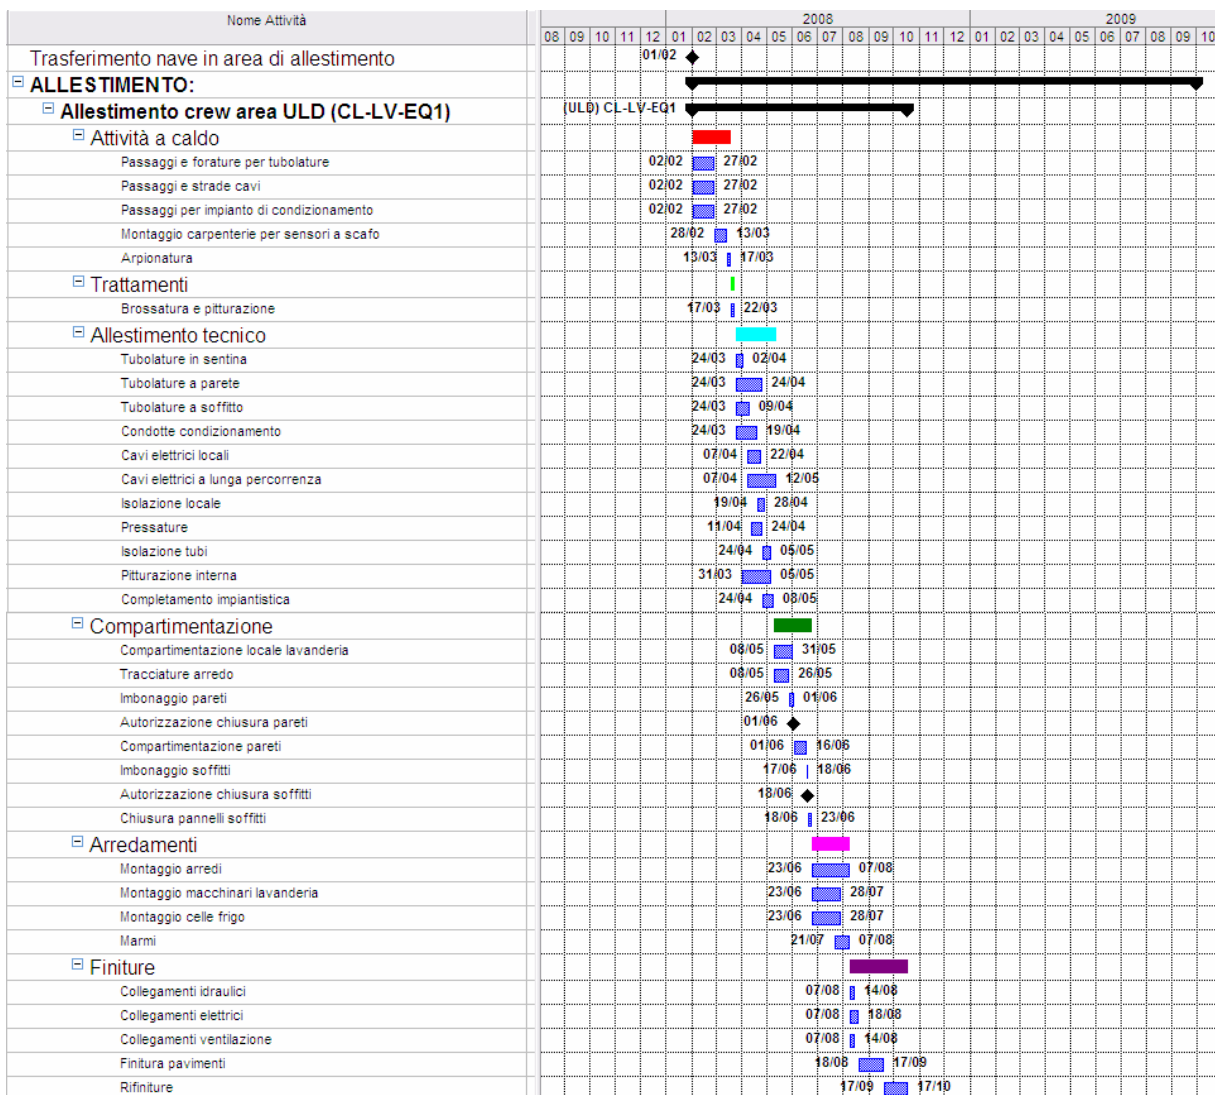 Nome Attività 2008 2009
08 09 10 11 12 01 02 03 04 05 06 07 08 09 10 11 12 01 02 03 04 05 06 07 08 09 10
Trasferimento nave in area di allestimento 01/02
ALLESTIMENTO:
Allestimento crew area ULD (CL-LV-EQ1) (ULD) CL-LV-EQ1
Attività a caldo
Passaggi e forature per tubolature 02/02 27/02
Passaggi e strade cavi 02/02 27/02
Passaggi per impianto di condizionamento 02/02 27/02
Montaggio carpenterie per sensori a scafo 28/02 13/03
Arpionatura 13/03 17/03
Trattamenti
Brossatura e pitturazione 17/03 22/03
Allestimento tecnico
Tubolature in sentina 24/03 02/04
Tubolature a parete 24/03 24/04
Tubolature a soffitto 24/03 09/04
Condotte condizionamento 24/03 19/04
Cavi elettrici locali 07/04 22/04
Cavi elettrici a lunga percorrenza 07/04 12/05
Isolazione locale 19/04 28/04
Pressature 11/04 24/04
Isolazione tubi 24/04 05/05
Pitturazione interna 31/03 05/05
Completamento impiantistica 24/04 08/05
Compartimentazione
Compartimentazione locale lavanderia 08/05 31/05
Tracciature arredo 08/05 26/05
Imbonaggio pareti 26/05 01/06
Autorizzazione chiusura pareti 01/06
Compartimentazione pareti 01/06 16/06
Imbonaggio soffitti 17/06 18/06
Autorizzazione chiusura soffitti 18/06
Chiusura pannelli soffitti 18/06 23/06
Arredamenti
Montaggio arredi 23/06 07/08
Montaggio macchinari lavanderia 23/06 28/07
Montaggio celle frigo 23/06 28/07
Marmi 21/07 07/08
Finiture
Collegamenti idraulici 07/08 14/08
Collegamenti elettrici 07/08 18/08
Collegamenti ventilazione 07/08 14/08
Finitura pavimenti 18/08 17/09
Rifiniture 17/09 17/10